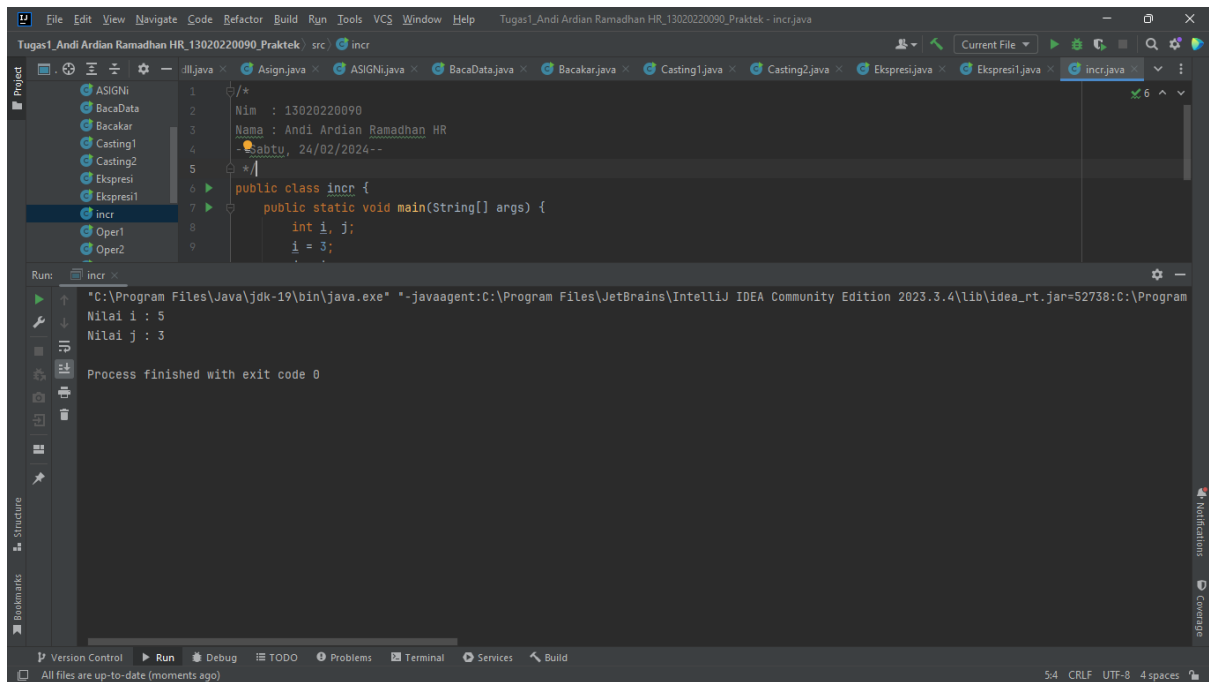 File Edit View Navigate Code Refactor Build Run Tools VCS Window Help Tugas1_Andi Ardian Ramadhan HR_13020220090_Praktek - incr.java
Tugas1_Andi Ardian Ramadhan HR_13020220090_Praktek src incr Current File
dll.java Asign.java ASIGNi.java BacaData.java Bacakar.java Casting1.java Casting2.java Ekspresi.java Ekspresi1.java incr.java
Project
ASIGNi
BacaData
Bacakar
Casting1
Casting2
Ekspresi
Ekspresi1
incr
Oper1
Oper2
6
1 /*
2 Nim : 13020220090
3 Nama : Andi Ardian Ramadhan HR
4 --Sabtu, 24/02/2024--
5 */
6 public class incr {
7 public static void main(String[] args) {
8 int i, j;
9 i = 3;
Run: incr
"C:\Program Files\Java\jdk-19\bin\java.exe" "-javaagent:C:\Program Files\JetBrains\IntelliJ IDEA Community Edition 2023.3.4\lib\idea_rt.jar=52738:C:\Program
Nilai i : 5
Nilai j : 3
Process finished with exit code 0
Structure
Bookmarks
Notifications
Coverage
Version Control Run Debug TODO Problems Terminal Services Build
All files are up-to-date (moments ago) 5:4 CRLF UTF-8 4 spaces